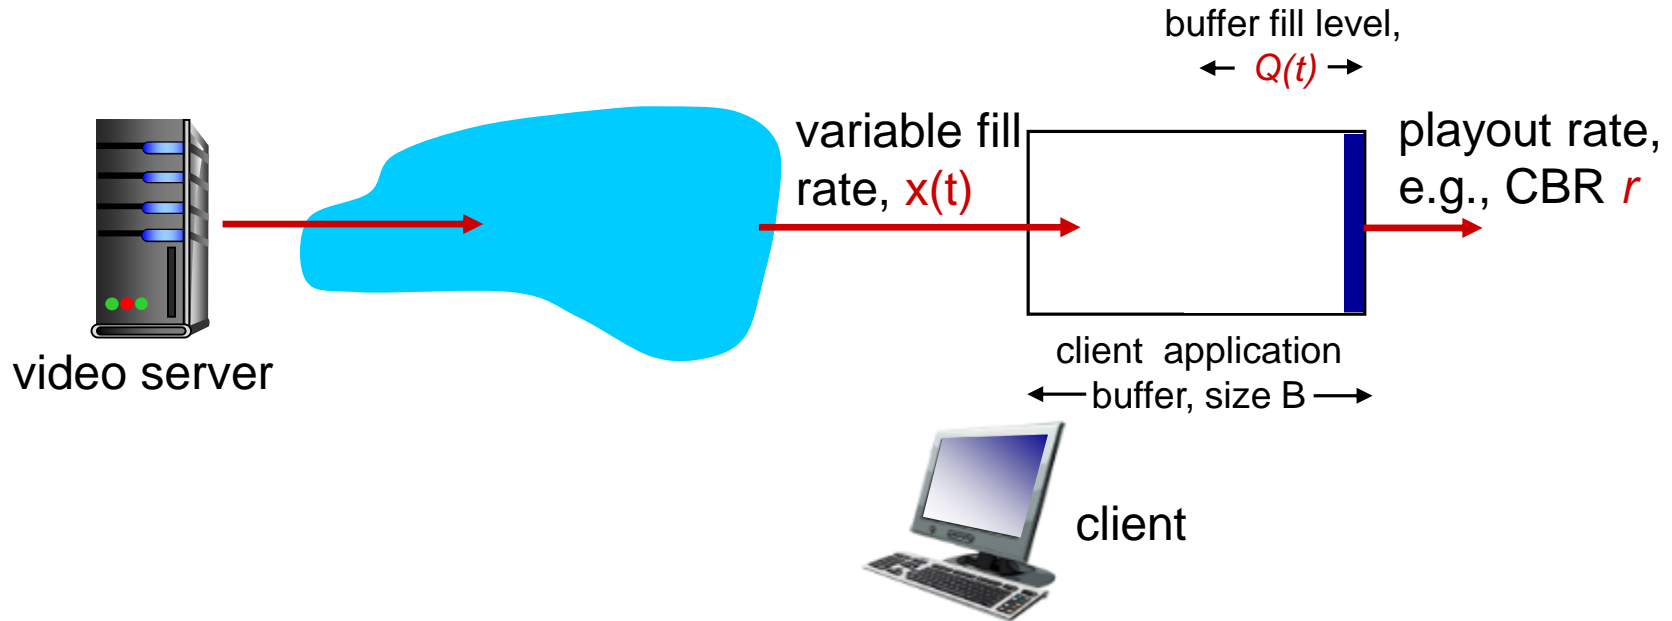 buffer fill level,
Q(t)
variable fill
rate, x(t)
playout rate,
e.g., CBR r
video server
client application
buffer, size B
client